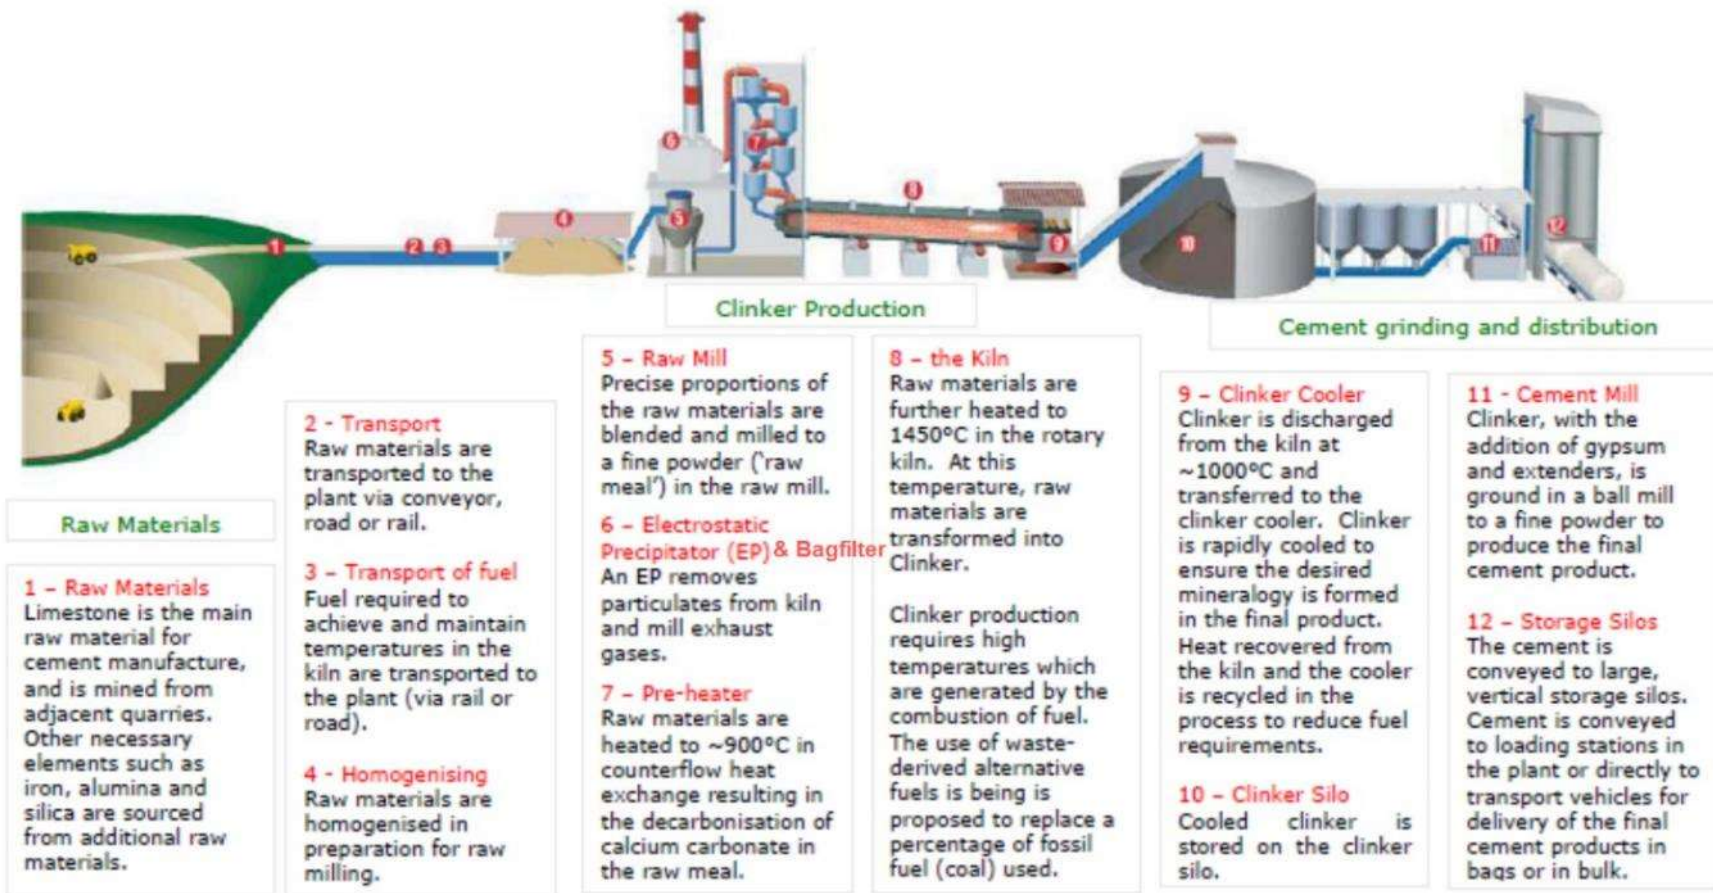 6
7
8
4
5
1
2 3
9
10
11
12
Clinker Production
Cement grinding and distribution
Raw Materials
1 – Raw Materials
Limestone is the main
raw material for
cement manufacture,
and is mined from
adjacent quarries.
Other necessary
elements such as
iron, alumina and
silica are sourced
from additional raw
materials.
2 - Transport
Raw materials are
transported to the
plant via conveyor,
road or rail.
3 – Transport of fuel
Fuel required to
achieve and maintain
temperatures in the
kiln are transported to
the plant (via rail or
road).
4 - Homogenising
Raw materials are
homogenised in
preparation for raw
milling.
5 – Raw Mill
Precise proportions of
the raw materials are
blended and milled to
a fine powder ('raw
meal') in the raw mill.
6 – Electrostatic
Precipitator (EP) & Bagfilter
An EP removes
particulates from kiln
and mill exhaust
gases.
7 – Pre-heater
Raw materials are
heated to ~900ºC in
counterflow heat
exchange resulting in
the decarbonisation of
calcium carbonate in
the raw meal.
8 – the Kiln
Raw materials are
further heated to
1450ºC in the rotary
kiln. At this
temperature, raw
materials are
transformed into
Clinker.
Clinker production
requires high
temperatures which
are generated by the
combustion of fuel.
The use of waste-
derived alternative
fuels is being is
proposed to replace a
percentage of fossil
fuel (coal) used.
9 – Clinker Cooler
Clinker is discharged
from the kiln at
~1000ºC and
transferred to the
clinker cooler. Clinker
is rapidly cooled to
ensure the desired
mineralogy is formed
in the final product.
Heat recovered from
the kiln and the cooler
is recycled in the
process to reduce fuel
requirements.
10 – Clinker Silo
Cooled clinker is
stored on the clinker
silo.
11 - Cement Mill
Clinker, with the
addition of gypsum
and extenders, is
ground in a ball mill
to a fine powder to
produce the final
cement product.
12 – Storage Silos
The cement is
conveyed to large,
vertical storage silos.
Cement is conveyed
to loading stations in
the plant or directly to
transport vehicles for
delivery of the final
cement products in
bags or in bulk.